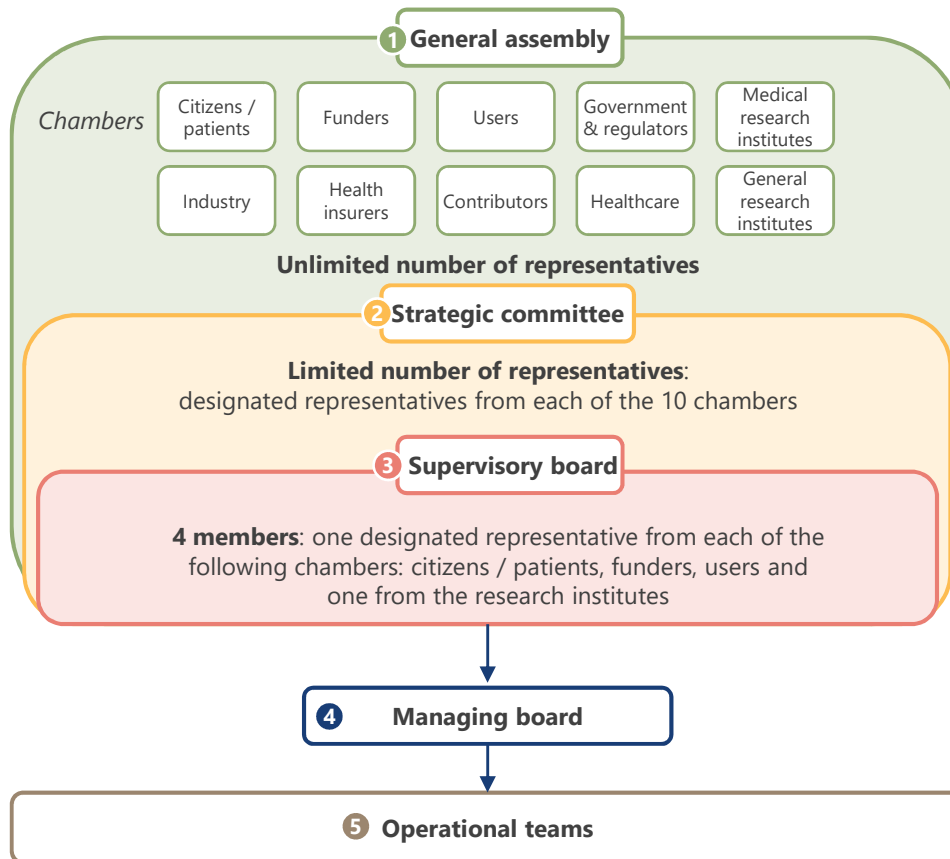 1 General assembly
Chambers
Citizens /
patients
Funders
Users
Government
& regulators
Medical
research
institutes
Industry
Health
insurers
Contributors
Healthcare
General
research
institutes
Unlimited number of representatives
2 Strategic committee
Limited number of representatives:
designated representatives from each of the 10 chambers
3 Supervisory board
4 members: one designated representative from each of the
following chambers: citizens / patients, funders, users and
one from the research institutes
4 Managing board
5 Operational teams